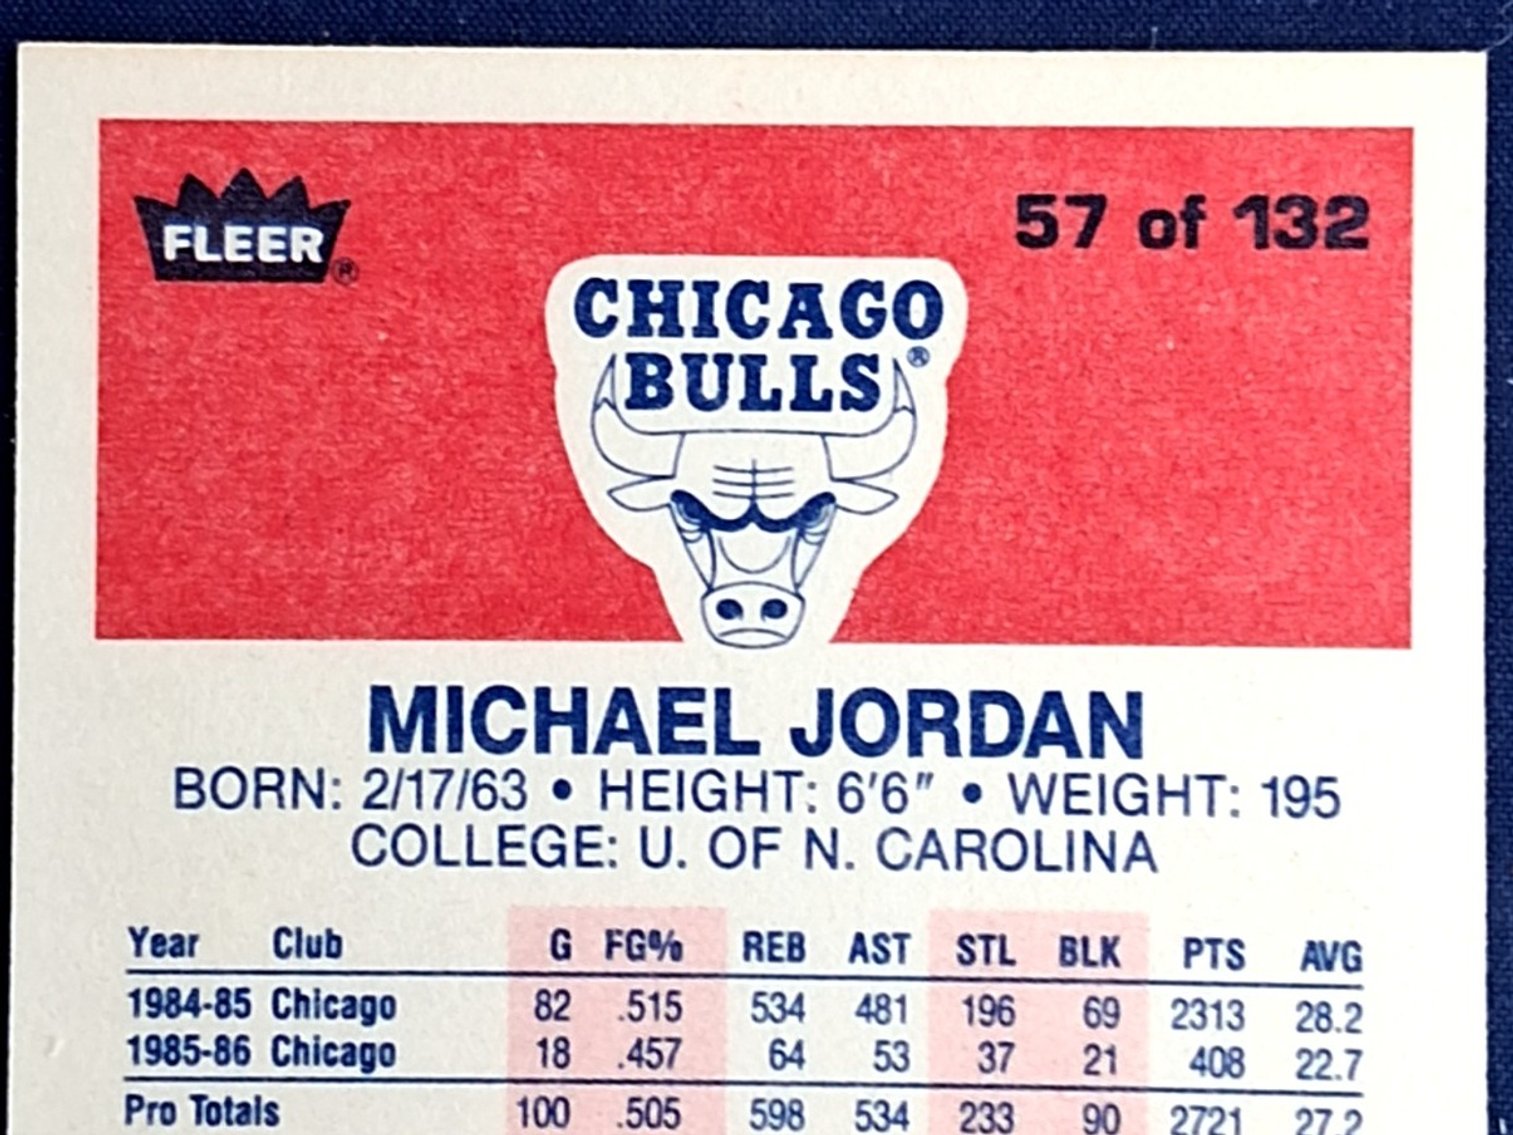 FLEER ®
57 of 132
CHICAGO
BULLS ®
MICHAEL JORDAN
BORN: 2/17/63 • HEIGHT: 6'6" • WEIGHT: 195
COLLEGE: U. OF N. CAROLINA
Year Club G FG% REB AST STL BLK PTS AVG
1984-85 Chicago 82 .515 534 481 196 69 2313 28.2
1985-86 Chicago 18 .457 64 53 37 21 408 22.7
Pro Totals 100 .505 598 534 233 90 2721 27.2